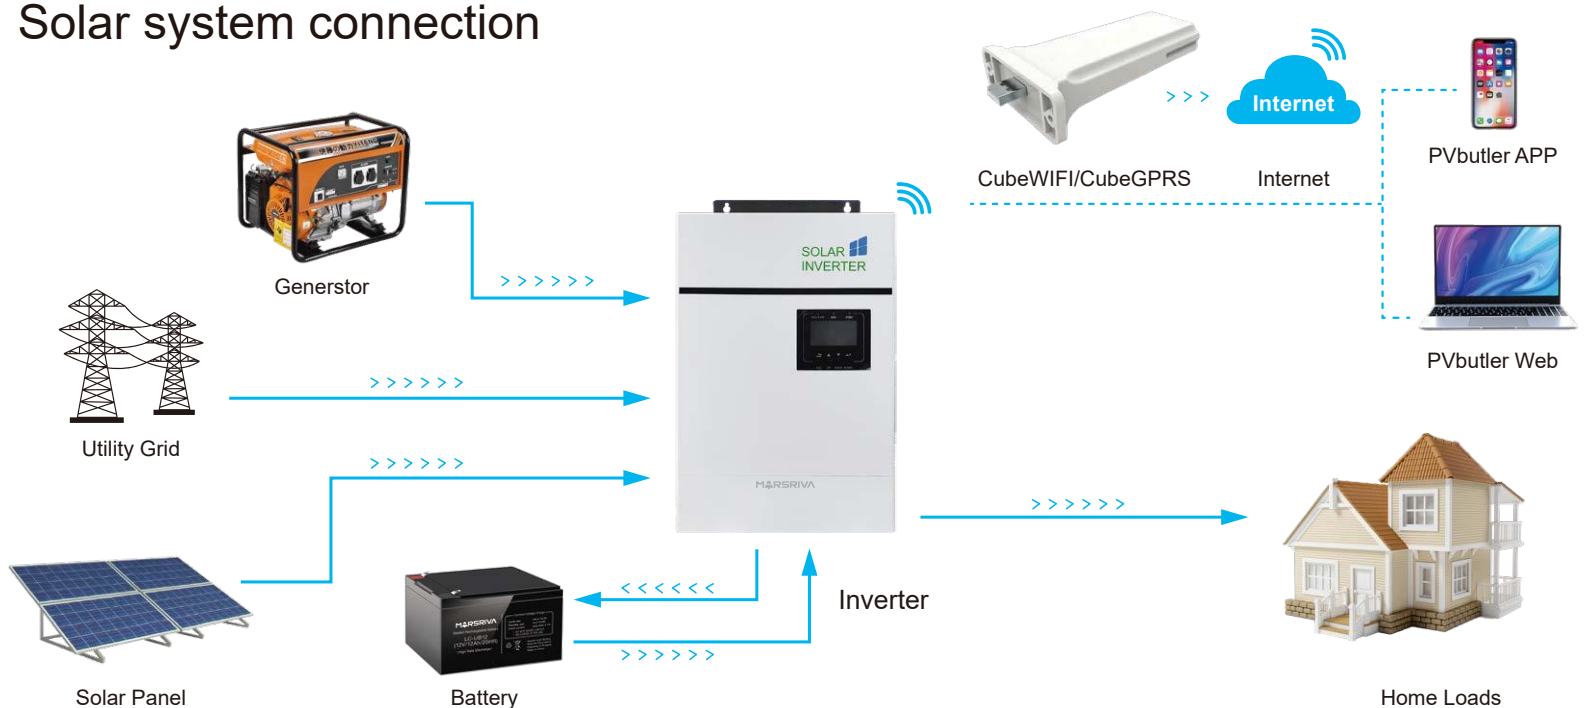 Solar system connection
Internet
PVbutler APP
CubeWIFI/CubeGPRS
Internet
SOLAR
INVERTER
Generstor
PVbutler Web
Utility Grid
MARSRIVA
MARSRIVA
Inverter
Solar Panel
Battery
Home Loads